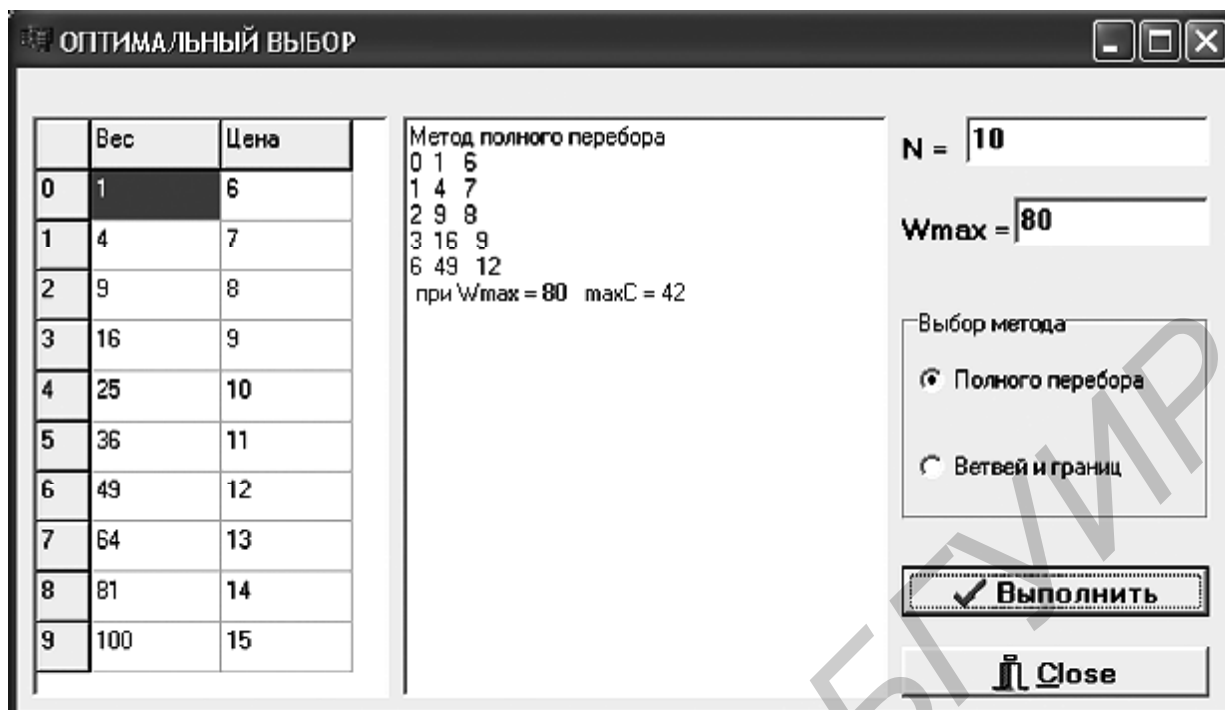 ОПТИМАЛЬНЫЙ ВЫБОР
Вес Цена
0 1 6
1 4 7
2 9 8
3 16 9
4 25 10
5 36 11
6 49 12
7 64 13
8 81 14
9 100 15
Метод полного перебора
0 1 6
1 4 7
2 9 8
3 16 9
6 49 12
при Wmax = 80 maxC = 42
N = 10
Wmax = 80
Выбор метода
Полного перебора
Ветвей и границ
Выполнить
Close
БГУИР